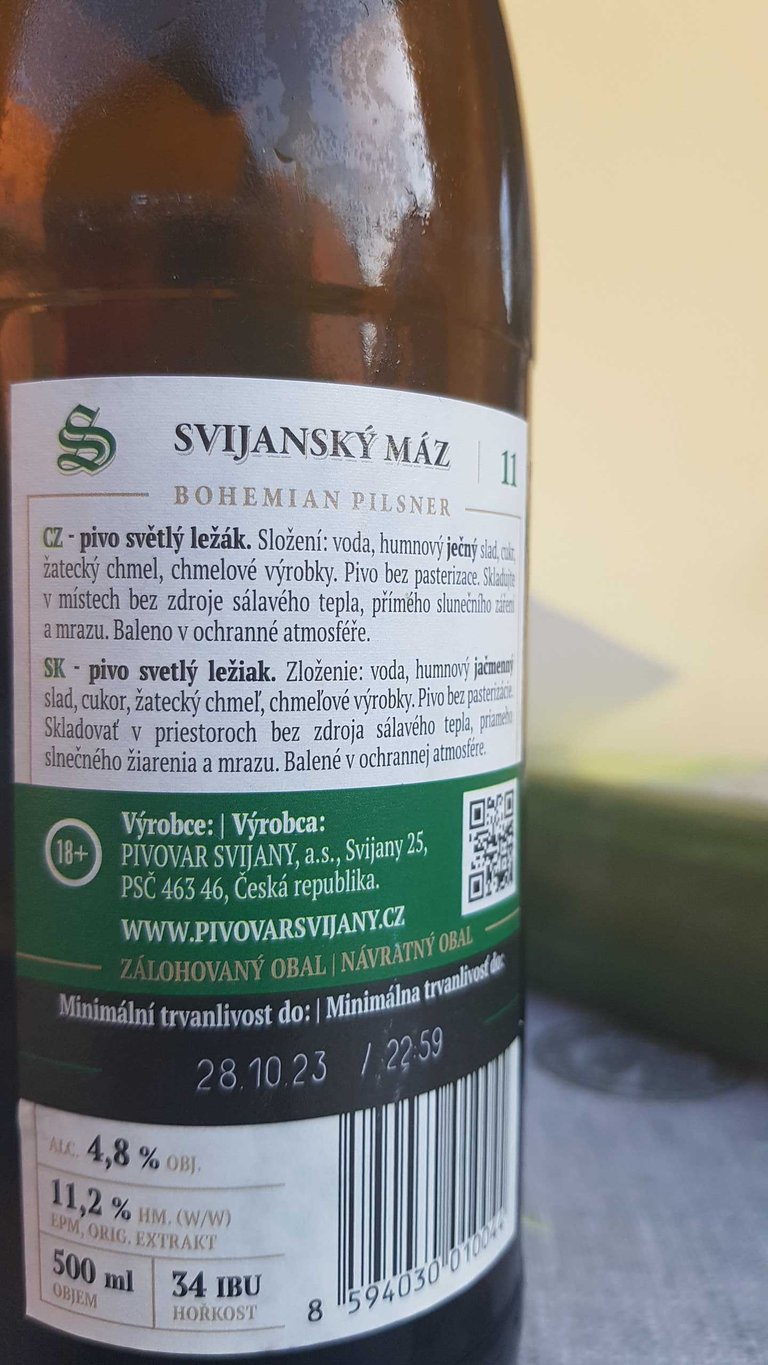 S
SVIJANSKÝ MÁZ | 11
BOHEMIAN PILSNER
CZ - pivo světlý ležák. Složení: voda, humnový ječný slad, cukr,
žatecký chmel, chmelové výrobky. Pivo bez pasterizace. Skladujte
v místech bez zdroje sálavého tepla, přímého slunečního záření
a mrazu. Baleno v ochranné atmosféře.
SK - pivo svetlý ležiak. Zloženie: voda, humnový jačmenný
slad, cukor, žatecký chmeľ, chmeľové výrobky. Pivo bez pasterizácie.
Skladovať v priestoroch bez zdroja sálavého tepla, priameho
slnečného žiarenia a mrazu. Balené v ochrannej atmosfére.
18+
Výrobce: | Výrobca:
PIVOVAR SVIJANY, a.s., Svijany 25,
PSČ 463 46, Česká republika.
WWW.PIVOVARSVIJANY.CZ
ZÁLOHOVANÝ OBAL | NÁVRATNÝ OBAL
Minimální trvanlivost do: | Minimálna trvanlivosť do:
28.10.23 / 22:59
ALC. 4,8 % OBJ.
11,2 % HM. (W/W)
EPM, ORIG. EXTRAKT
500 ml
OBJEM
34 IBU
HOŘKOST
8 594030 010044